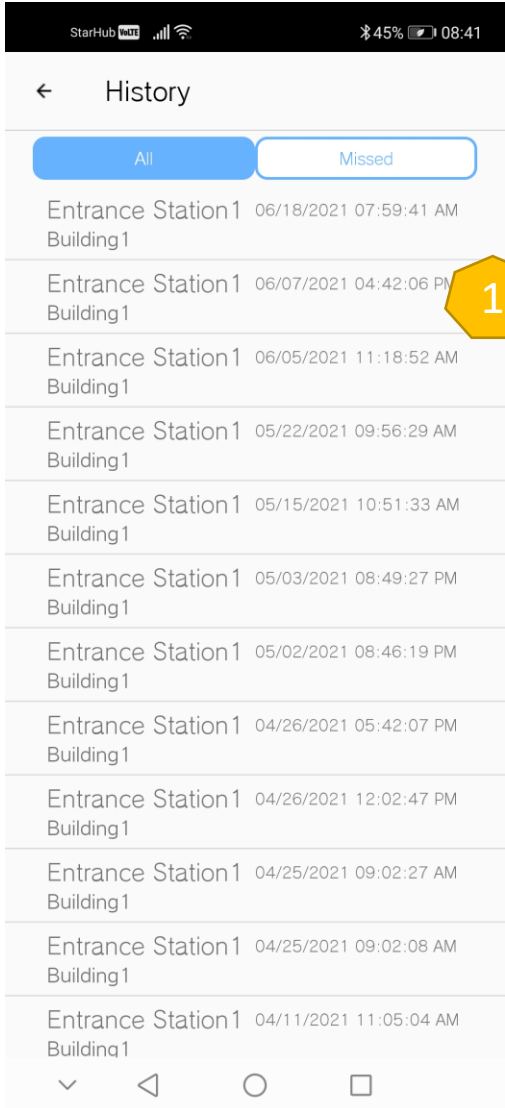 StarHub VoLTE 45% 08:41
← History
All Missed
Entrance Station1 06/18/2021 07:59:41 AM
Building1
Entrance Station1 06/07/2021 04:42:06 PM
Building1
1
Entrance Station1 06/05/2021 11:18:52 AM
Building1
Entrance Station1 05/22/2021 09:56:29 AM
Building1
Entrance Station1 05/15/2021 10:51:33 AM
Building1
Entrance Station1 05/03/2021 08:49:27 PM
Building1
Entrance Station1 05/02/2021 08:46:19 PM
Building1
Entrance Station1 04/26/2021 05:42:07 PM
Building1
Entrance Station1 04/26/2021 12:02:47 PM
Building1
Entrance Station1 04/25/2021 09:02:27 AM
Building1
Entrance Station1 04/25/2021 09:02:08 AM
Building1
Entrance Station1 04/11/2021 11:05:04 AM
Building1